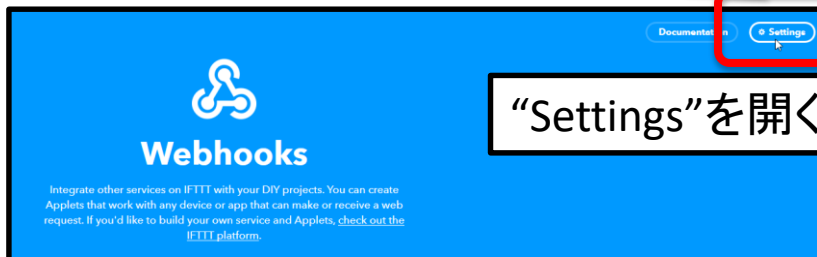 Documentation
Settings
“Settings”を開く
Webhooks
Integrate other services on IFTTT with your DIY projects. You can create
Applets that work with any device or app that can make or receive a web
request. If you'd like to build your own service and Applets, check out the
IFTTT platform.